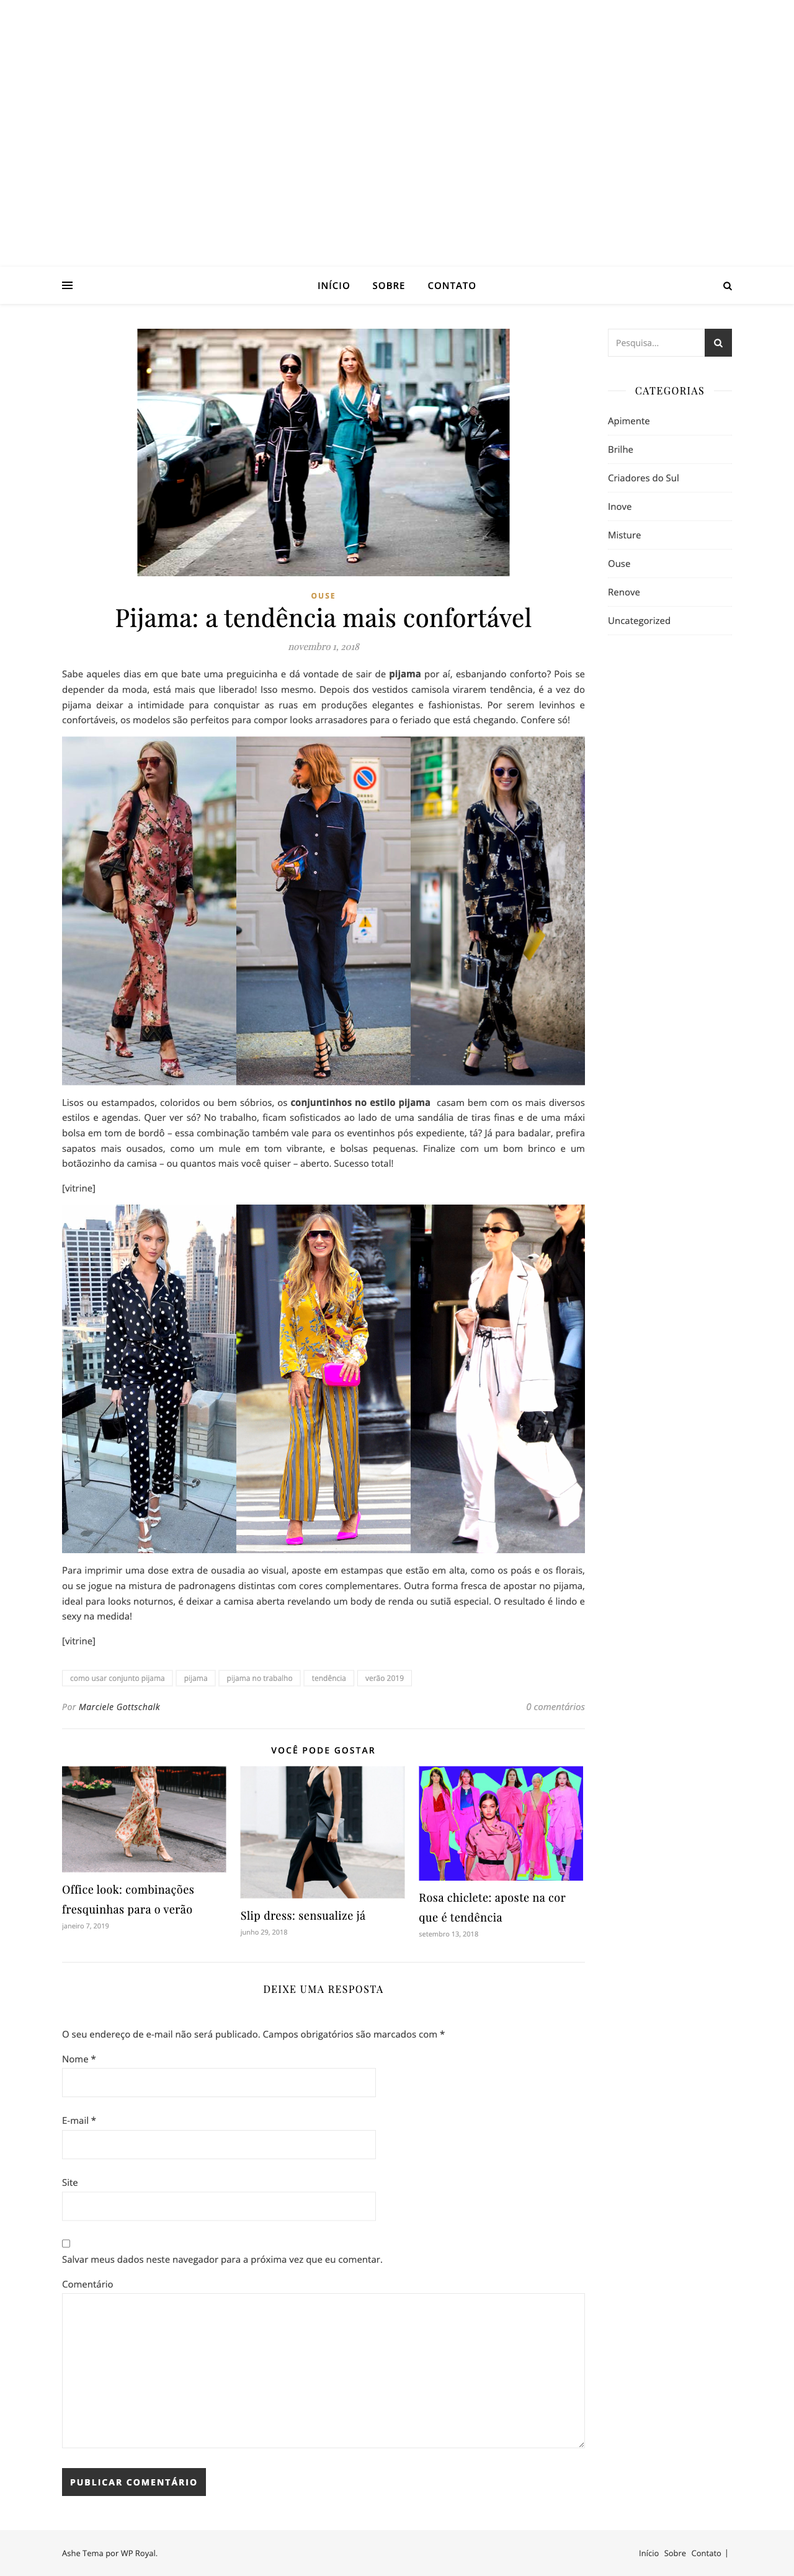 INÍCIO SOBRE CONTATO
Pesquisa...
CATEGORIAS
Apimente
Brilhe
Criadores do Sul
Inove
Misture
Ouse
Renove
Uncategorized
OUSE
Pijama: a tendência mais confortável
novembro 1, 2018
Sabe aqueles dias em que bate uma preguicinha e dá vontade de sair de pijama por aí, esbanjando conforto? Pois se
depender da moda, está mais que liberado! Isso mesmo. Depois dos vestidos camisola virarem tendência, é a vez do
pijama deixar a intimidade para conquistar as ruas em produções elegantes e fashionistas. Por serem levinhos e
confortáveis, os modelos são perfeitos para compor looks arrasadores para o feriado que está chegando. Confere só!
Lisos ou estampados, coloridos ou bem sóbrios, os conjuntinhos no estilo pijama casam bem com os mais diversos
estilos e agendas. Quer ver só? No trabalho, ficam sofisticados ao lado de uma sandália de tiras finas e de uma máxi
bolsa em tom de bordô – essa combinação também vale para os eventinhos pós expediente, tá? Já para badalar, prefira
sapatos mais ousados, como um mule em tom vibrante, e bolsas pequenas. Finalize com um bom brinco e um
botãozinho da camisa – ou quantos mais você quiser – aberto. Sucesso total!
[vitrine]
Para imprimir uma dose extra de ousadia ao visual, aposte em estampas que estão em alta, como os poás e os florais,
ou se jogue na mistura de padronagens distintas com cores complementares. Outra forma fresca de apostar no pijama,
ideal para looks noturnos, é deixar a camisa aberta revelando um body de renda ou sutiã especial. O resultado é lindo e
sexy na medida!
[vitrine]
como usar conjunto pijama pijama pijama no trabalho tendência verão 2019
Por Marciele Gottschalk 0 comentários
VOCÊ PODE GOSTAR
Office look: combinações
fresquinhas para o verão
janeiro 7, 2019
Slip dress: sensualize já
junho 29, 2018
Rosa chiclete: aposte na cor
que é tendência
setembro 13, 2018
DEIXE UMA RESPOSTA
O seu endereço de e-mail não será publicado. Campos obrigatórios são marcados com *
Nome *
E-mail *
Site
Salvar meus dados neste navegador para a próxima vez que eu comentar.
Comentário
PUBLICAR COMENTÁRIO
Ashe Tema por WP Royal. Início Sobre Contato |